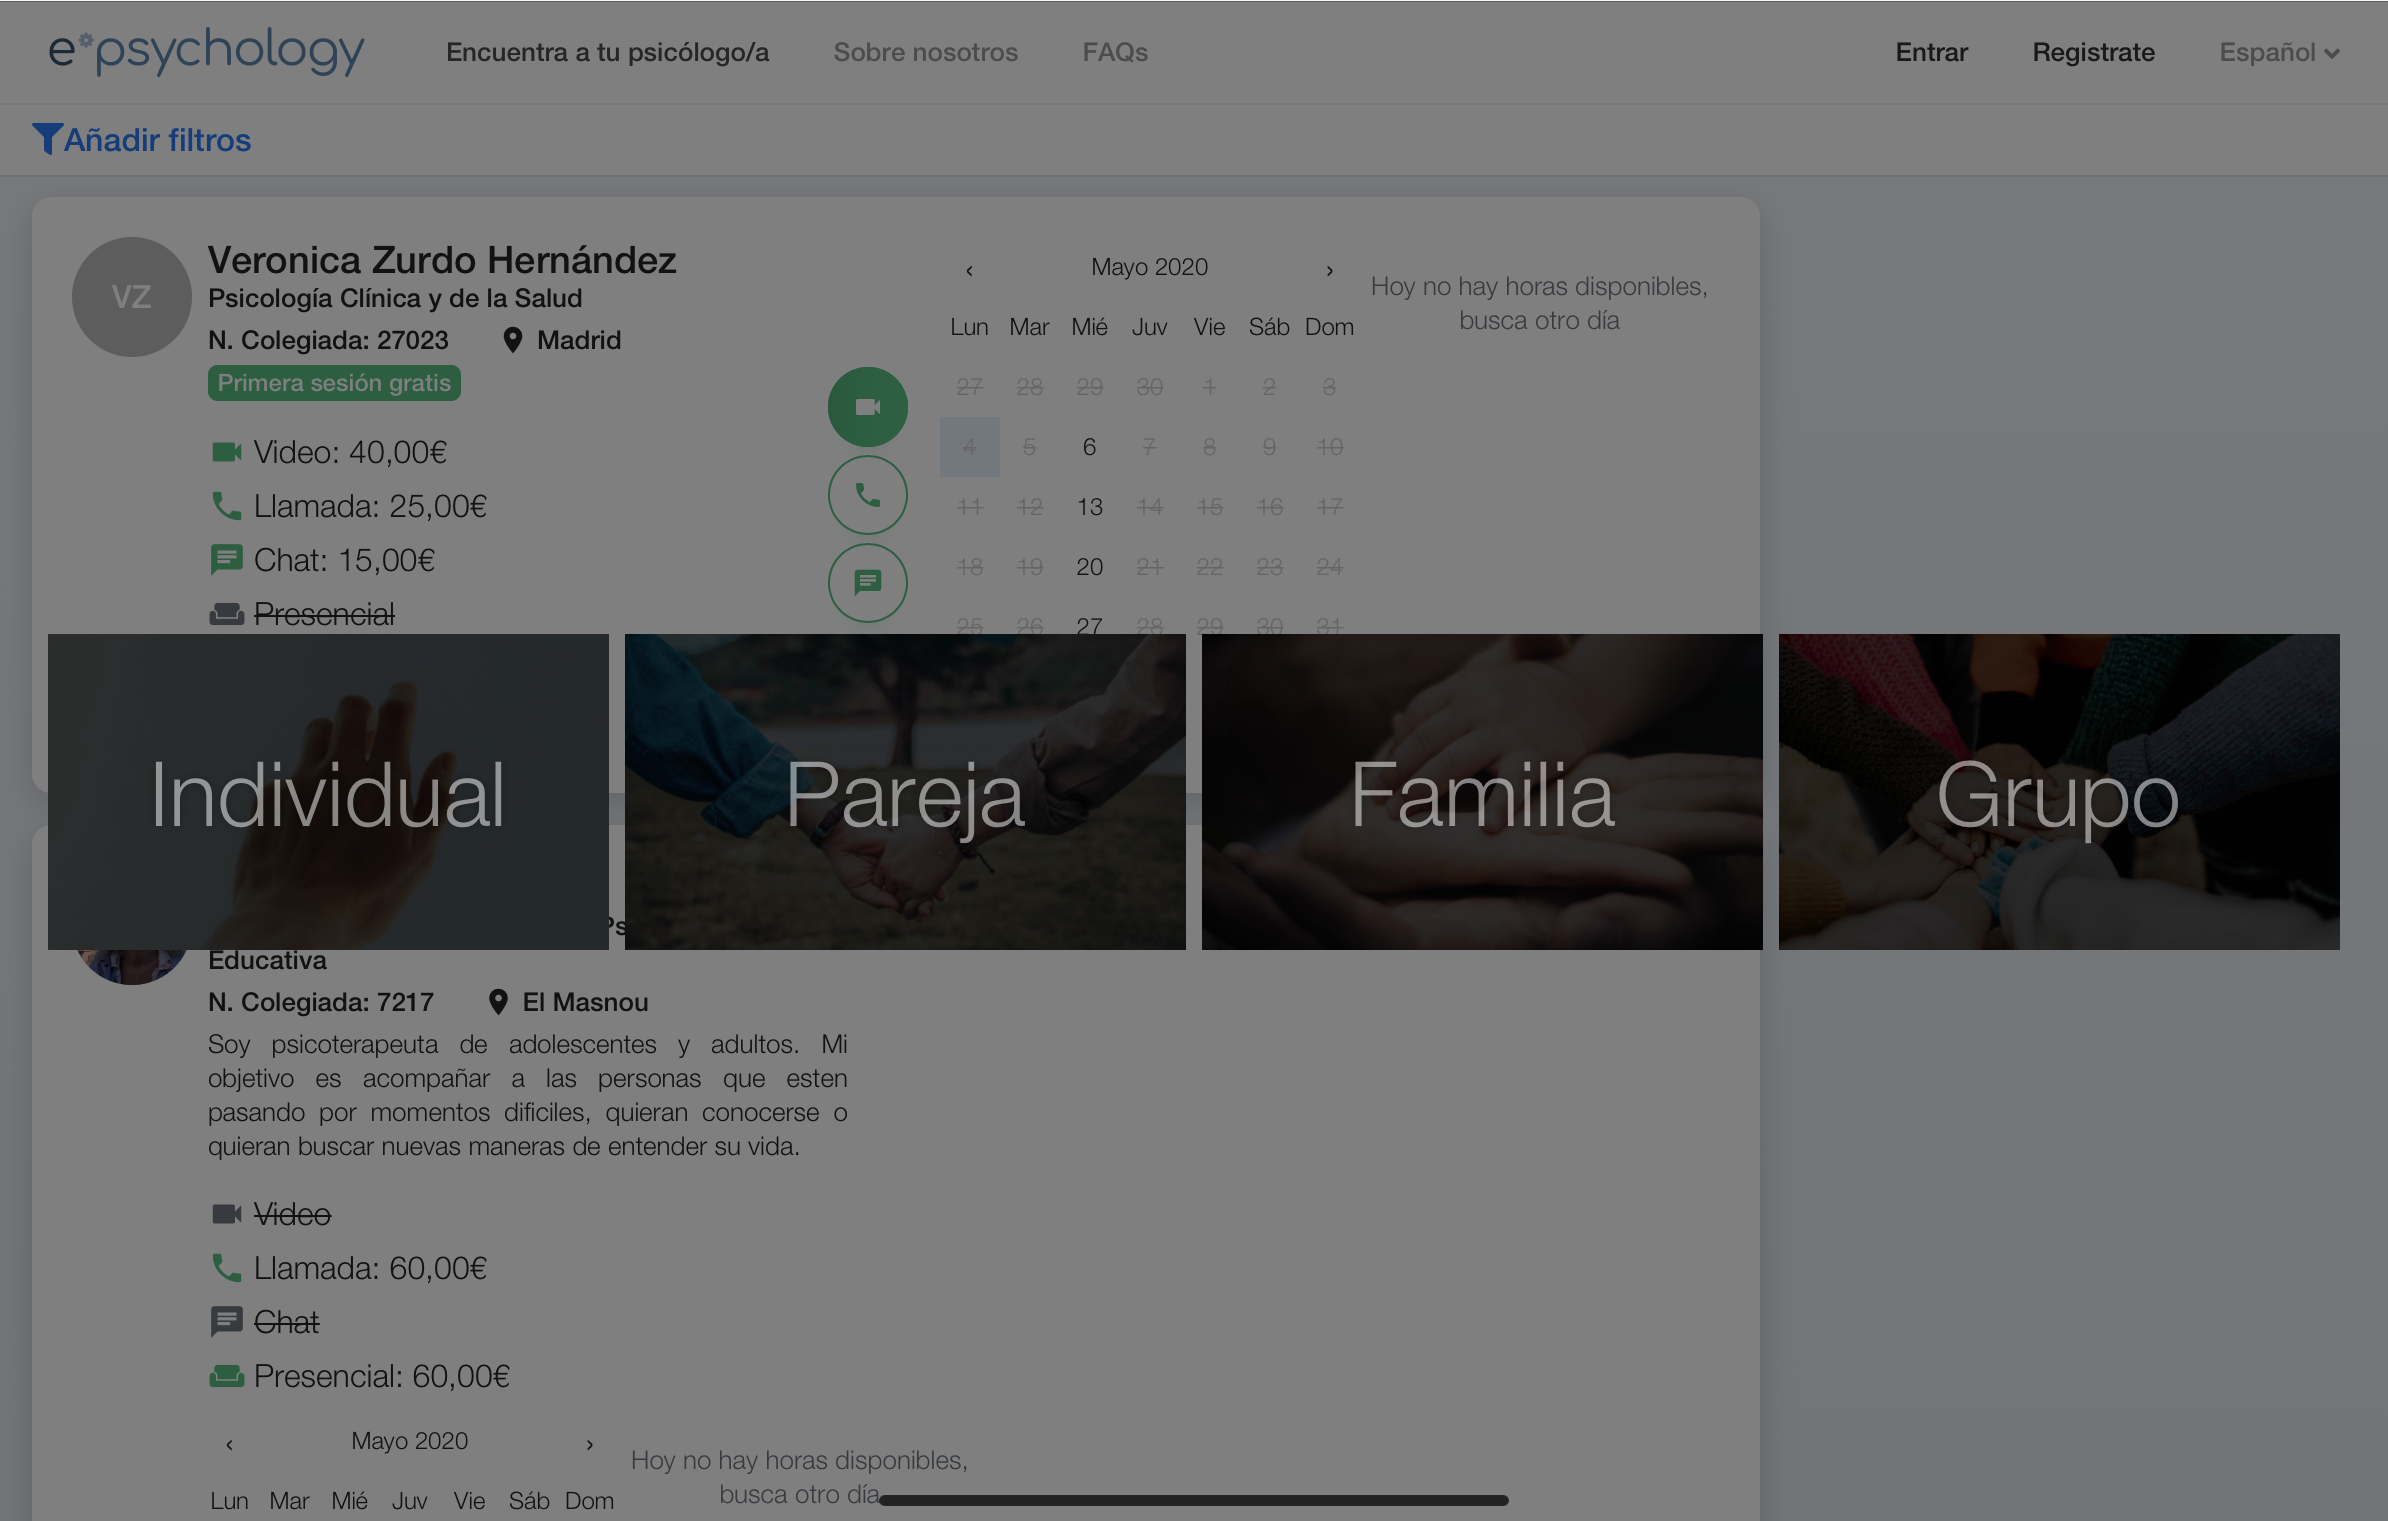 e*psychology
Encuentra a tu psicólogo/a
Sobre nosotros
FAQs
Entrar
Registrate
Español
Añadir filtros
VZ
Veronica Zurdo Hernández
Psicología Clínica y de la Salud
N. Colegiada: 27023
Madrid
Primera sesión gratis
Video: 40,00€
Llamada: 25,00€
Chat: 15,00€
Presencial
‹ Mayo 2020 ›
Lun Mar Mié Juv Vie Sáb Dom
27 28 29 30 1 2 3
4 5 6 7 8 9 10
11 12 13 14 15 16 17
18 19 20 21 22 23 24
25 26 27 28 29 30 31
Hoy no hay horas disponibles,
busca otro día
Individual
Pareja
Familia
Grupo
Educativa
N. Colegiada: 7217
El Masnou
Soy psicoterapeuta de adolescentes y adultos. Mi
objetivo es acompañar a las personas que esten
pasando por momentos dificiles, quieran conocerse o
quieran buscar nuevas maneras de entender su vida.
Video
Llamada: 60,00€
Chat
Presencial: 60,00€
‹ Mayo 2020 ›
Lun Mar Mié Juv Vie Sáb Dom
Hoy no hay horas disponibles,
busca otro día